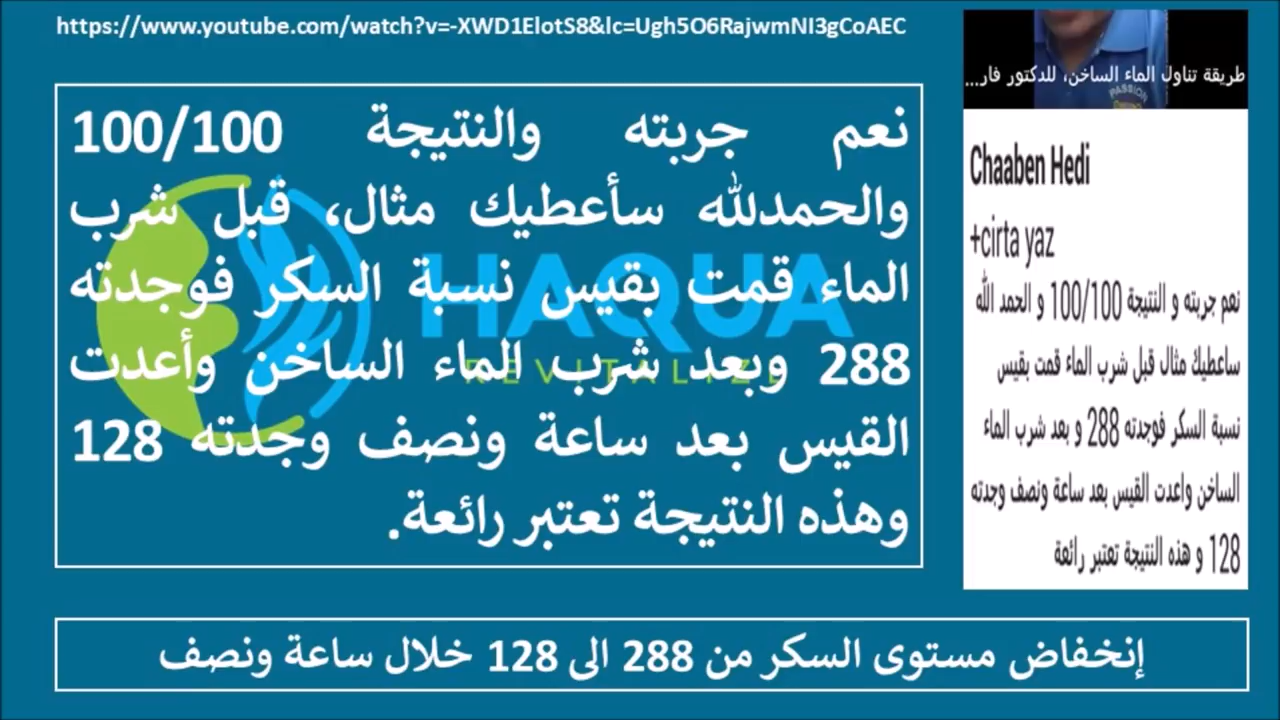 https://www.youtube.com/watch?v=-XWD1ElotS8&lc=Ugh5O6RajwmNI3gCoAEC
نعم جربته والنتيجة 100/100
والحمدلله سأعطيك مثال، قبل شرب
الماء قمت بقيس نسبة السكر فوجدته
288 وبعد شرب الماء الساخن وأعدت
القيس بعد ساعة ونصف وجدته 128
وهذه النتيجة تعتبر رائعة.
HAQUA
REVITALIZE
طريقة تناول الماء الساخن، للدكتور فار...
PASSION
Chaaben Hedi
+cirta yaz
نعم جربته و النتيجة 100/100 و الحمد الله
ساعطيك مثال قبل شرب الماء قمت بقيس
نسبة السكر فوجدته 288 و بعد شرب الماء
الساخن واعدت القيس بعد ساعة ونصف وجدته
128 و هذه النتيجة تعتبر رائعة
إنخفاض مستوى السكر من 288 الى 128 خلال ساعة ونصف